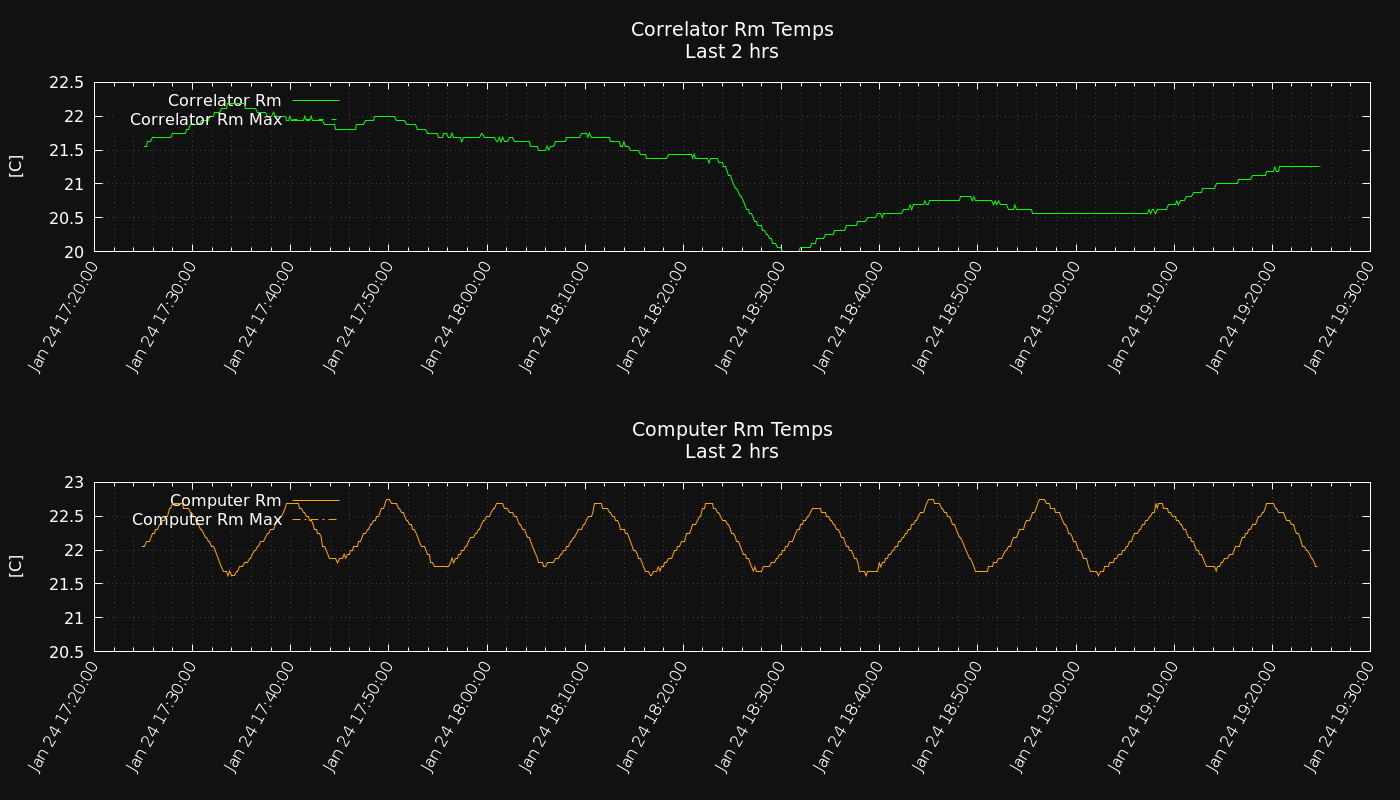 Correlator Rm Temps
Last 2 hrs
22.5
22
21.5
21
20.5
20
[C]
Correlator Rm
Correlator Rm Max
Jan 24 17:20:00
Jan 24 17:30:00
Jan 24 17:40:00
Jan 24 17:50:00
Jan 24 18:00:00
Jan 24 18:10:00
Jan 24 18:20:00
Jan 24 18:30:00
Jan 24 18:40:00
Jan 24 18:50:00
Jan 24 19:00:00
Jan 24 19:10:00
Jan 24 19:20:00
Jan 24 19:30:00
Computer Rm Temps
Last 2 hrs
23
22.5
22
21.5
21
20.5
[C]
Computer Rm
Computer Rm Max
Jan 24 17:20:00
Jan 24 17:30:00
Jan 24 17:40:00
Jan 24 17:50:00
Jan 24 18:00:00
Jan 24 18:10:00
Jan 24 18:20:00
Jan 24 18:30:00
Jan 24 18:40:00
Jan 24 18:50:00
Jan 24 19:00:00
Jan 24 19:10:00
Jan 24 19:20:00
Jan 24 19:30:00